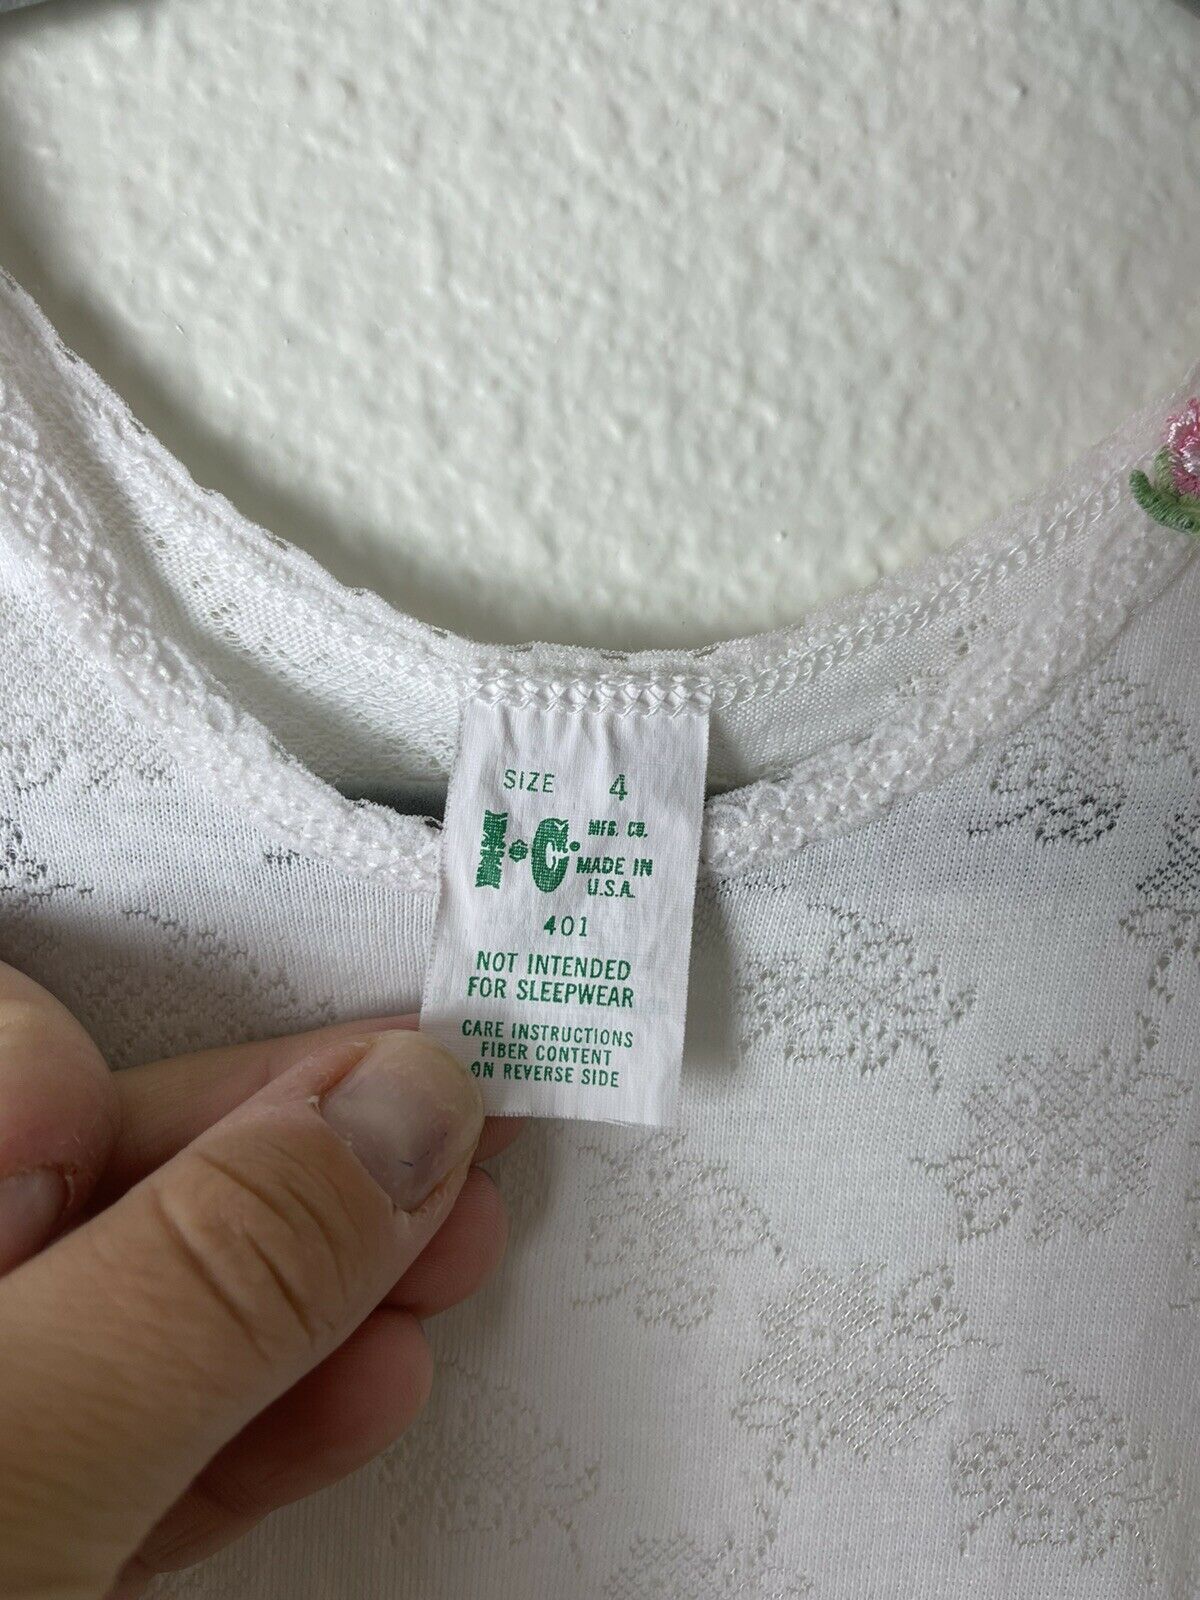 SIZE 4
I·C. MFG. CO.
MADE IN
U.S.A.
401
NOT INTENDED
FOR SLEEPWEAR
CARE INSTRUCTIONS
FIBER CONTENT
ON REVERSE SIDE